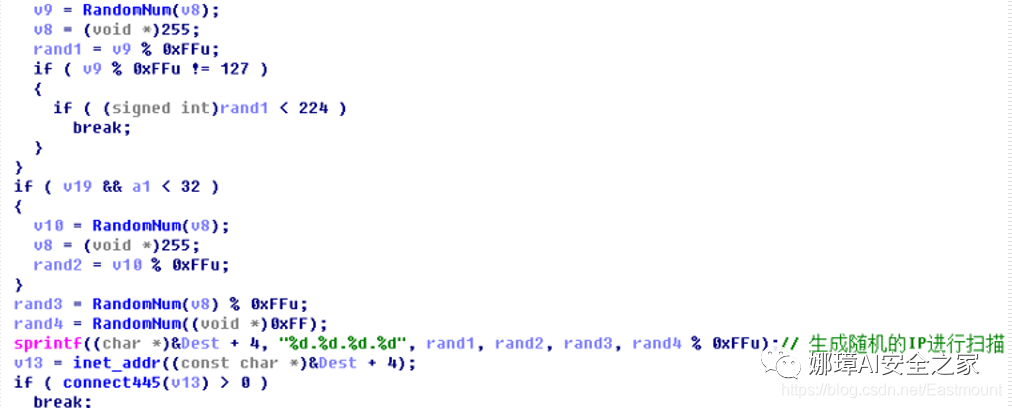 v9 = RandomNum(v8);
v8 = (void *)255;
rand1 = v9 % 0xFFu;
if ( v9 % 0xFFu != 127 )
{
if ( (signed int)rand1 < 224 )
break;
}
}
if ( v19 && a1 < 32 )
{
v10 = RandomNum(v8);
v8 = (void *)255;
rand2 = v10 % 0xFFu;
}
rand3 = RandomNum(v8) % 0xFFu;
rand4 = RandomNum((void *)0xFF);
sprintf((char *)&Dest + 4, "%d.%d.%d.%d", rand1, rand2, rand3, rand4 % 0xFFu);// 生成随机的IP进行扫描
v13 = inet_addr((const char *)&Dest + 4);
娜璋AI安全之家
if ( connect445(v13) > 0 )
https://blog.csdn.net/Eastmount
break;